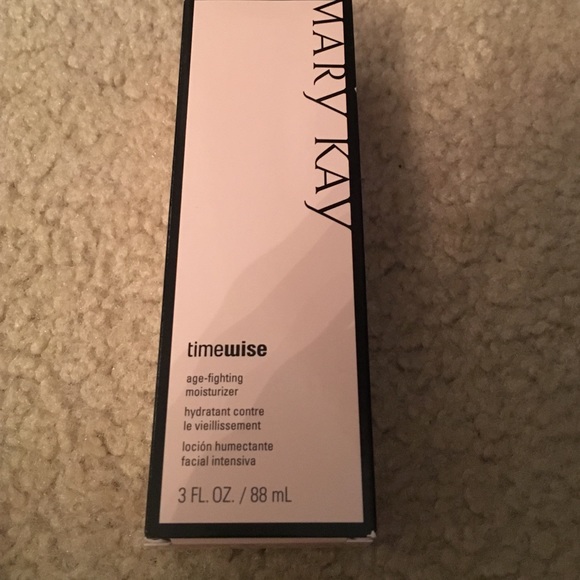 MARY KAY
timewise
age-fighting
moisturizer
hydratant contre
le vieillissement
loción humectante
facial intensiva
3 FL. OZ. / 88 mL